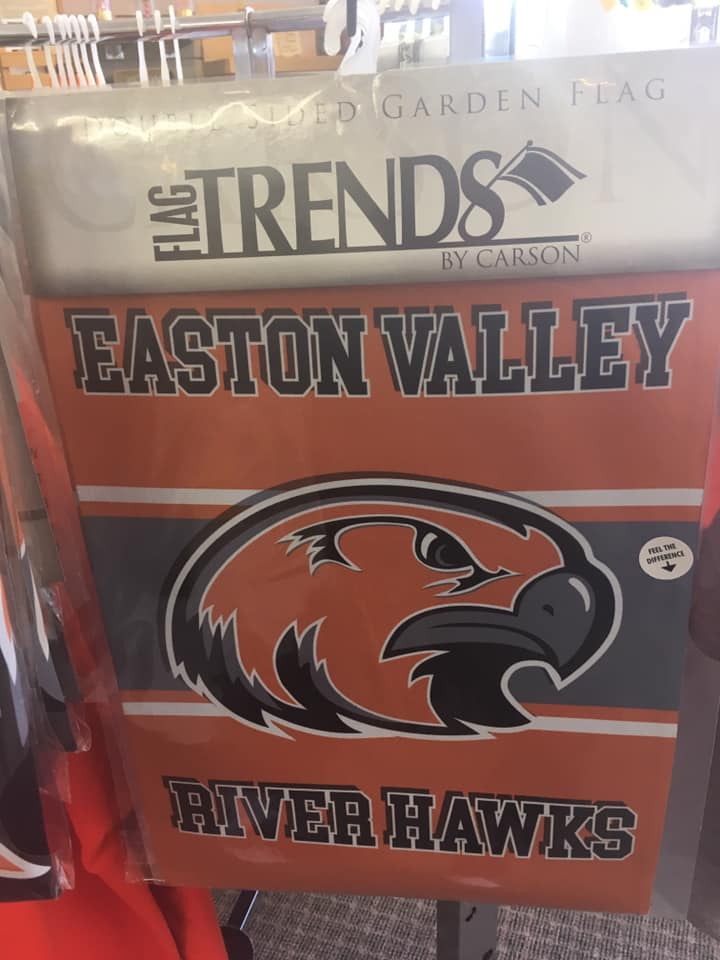 DOUBLE SIDED GARDEN FLAG
FLAG TRENDS
BY CARSON®
EASTON VALLEY
FEEL THE
DIFFERENCE
RIVER HAWKS